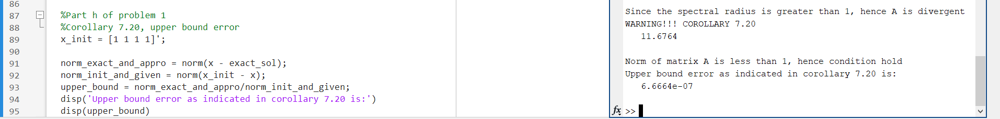 86
87 %Part h of problem 1
88 %Corollary 7.20, upper bound error
89 x_init = [1 1 1 1]';
90
91 norm_exact_and_appro = norm(x - exact_sol);
92 norm_init_and_given = norm(x_init - x);
93 upper_bound = norm_exact_and_appro/norm_init_and_given;
94 disp('Upper bound error as indicated in corollary 7.20 is:')
95 disp(upper_bound)
Since the spectral radius is greater than 1, hence A is divergent
WARNING!!! COROLLARY 7.20
11.6764
Norm of matrix A is less than 1, hence condition hold
Upper bound error as indicated in corollary 7.20 is:
6.6664e-07
fx >>